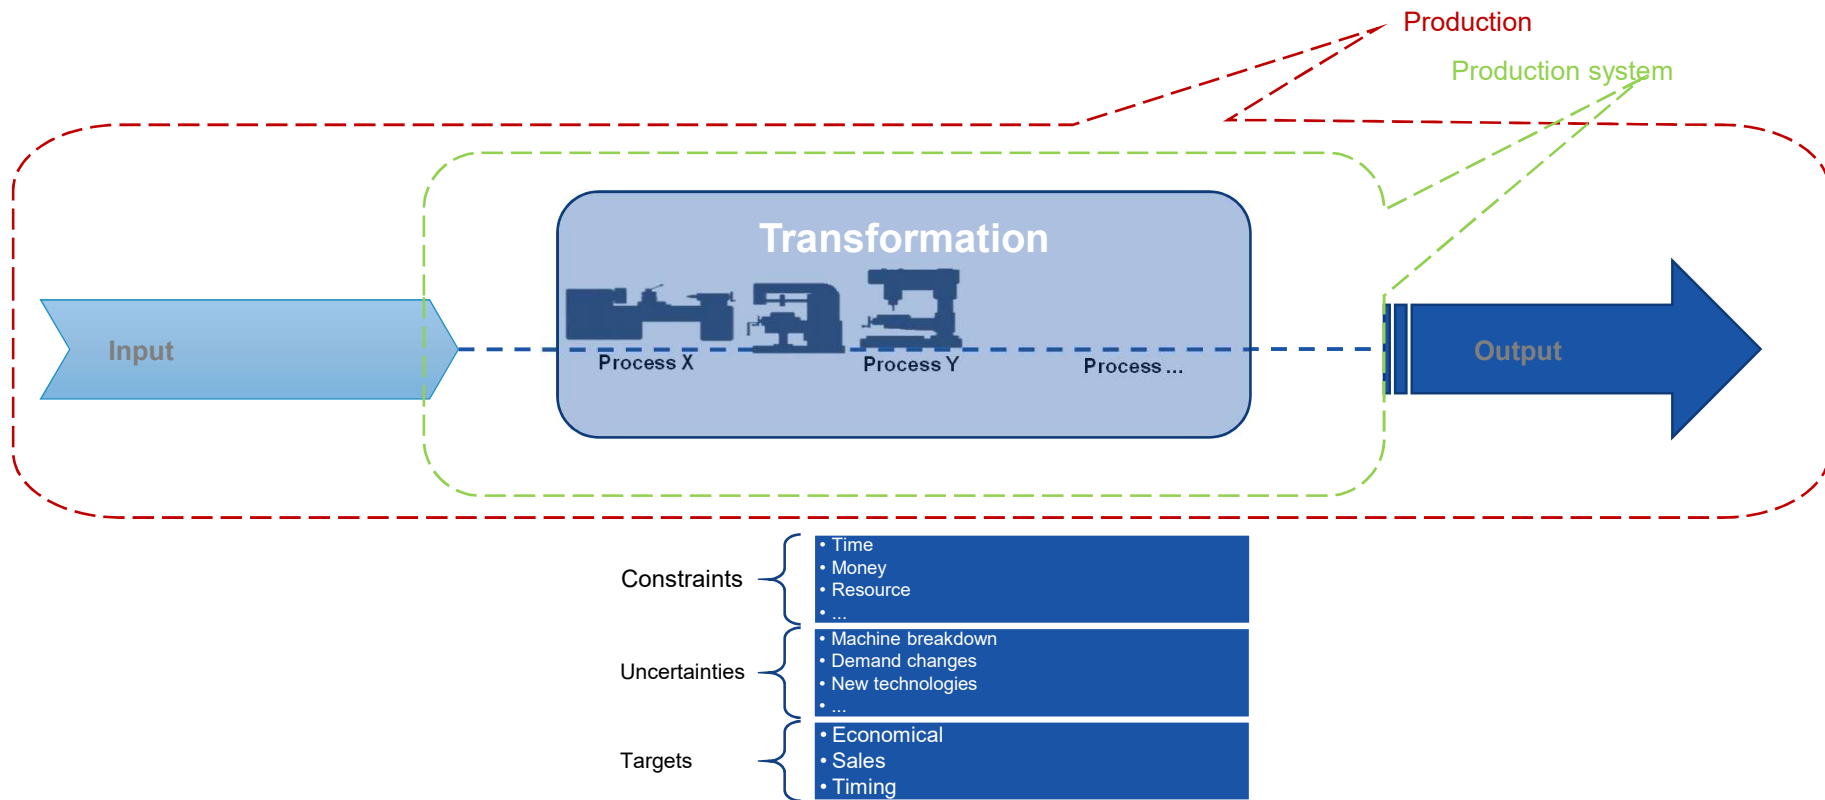 Production
Production system
Transformation
Input
Process X
Process Y
Process ...
Output
Constraints
• Time
• Money
• Resource
• ...
Uncertainties
• Machine breakdown
• Demand changes
• New technologies
• ...
Targets
• Economical
• Sales
• Timing